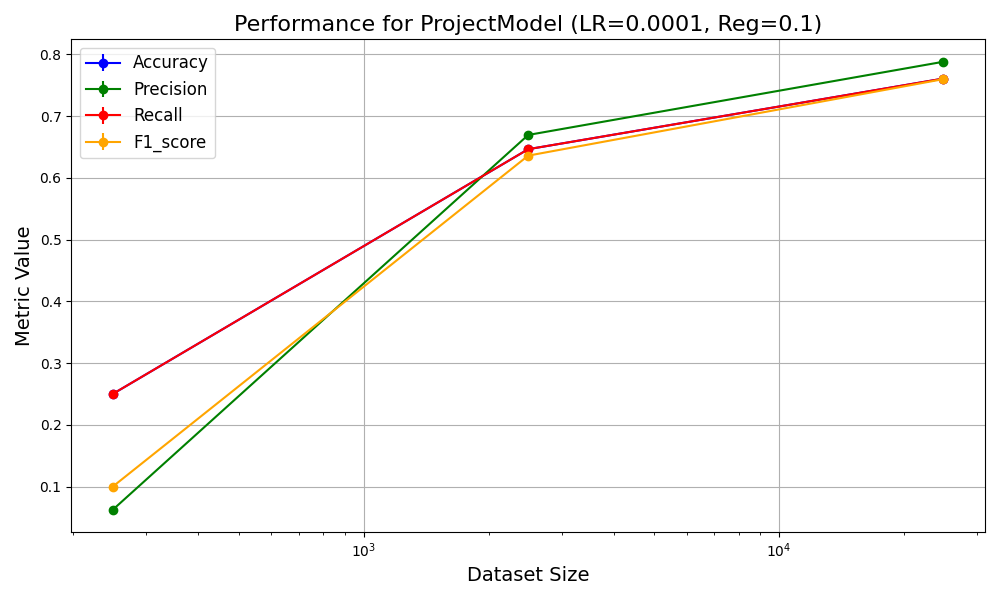 Performance for ProjectModel (LR=0.0001, Reg=0.1)
Accuracy
Precision
Recall
F1_score
Metric Value
0.8
0.7
0.6
0.5
0.4
0.3
0.2
0.1
10³
10⁴
Dataset Size